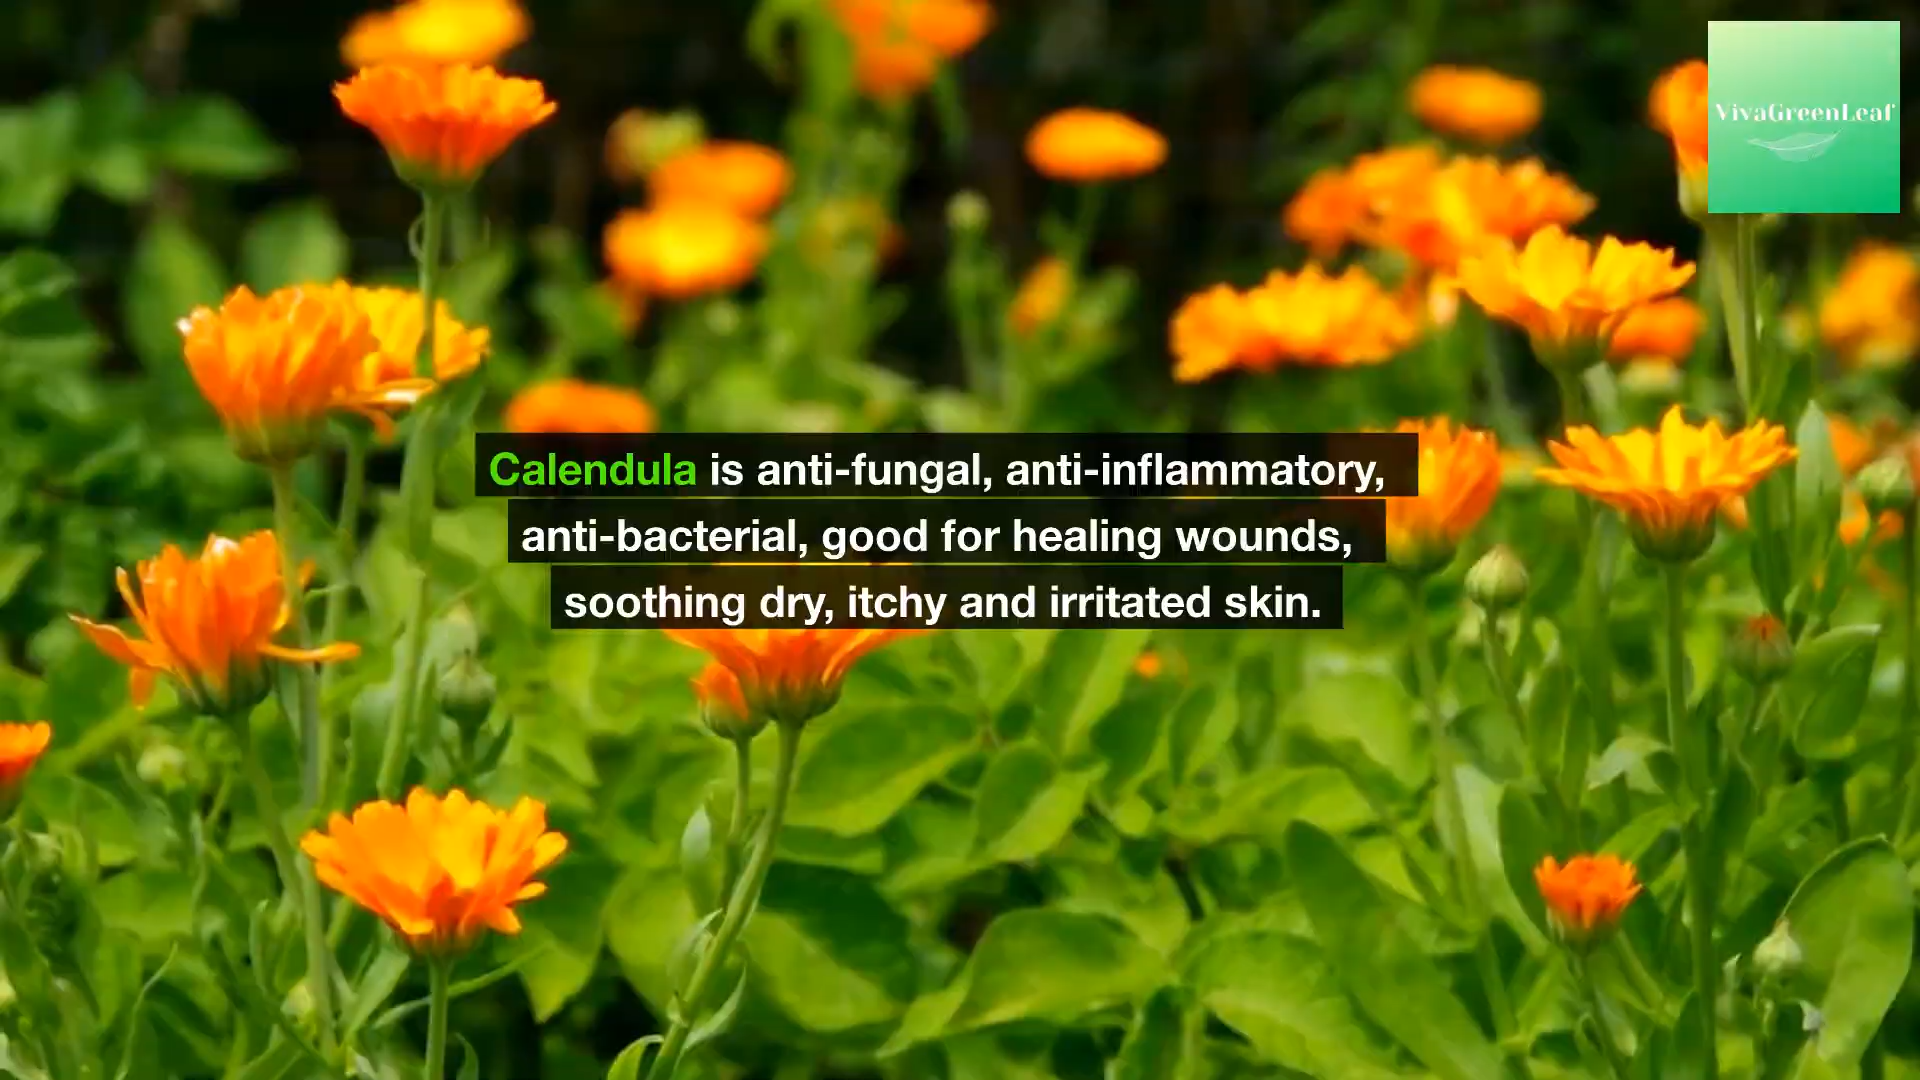 VivaGreenLeaf
Calendula is anti-fungal, anti-inflammatory,
anti-bacterial, good for healing wounds,
soothing dry, itchy and irritated skin.